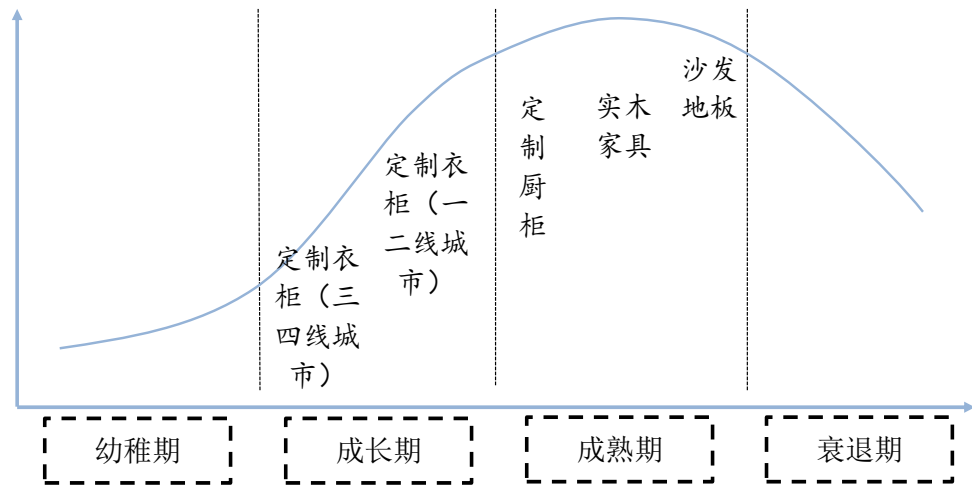 定制衣
柜（三
四线城
市）
定制衣
柜（一
二线城
市）
定
制
厨
柜
实木
家具
沙发
地板
幼稚期
成长期
成熟期
衰退期